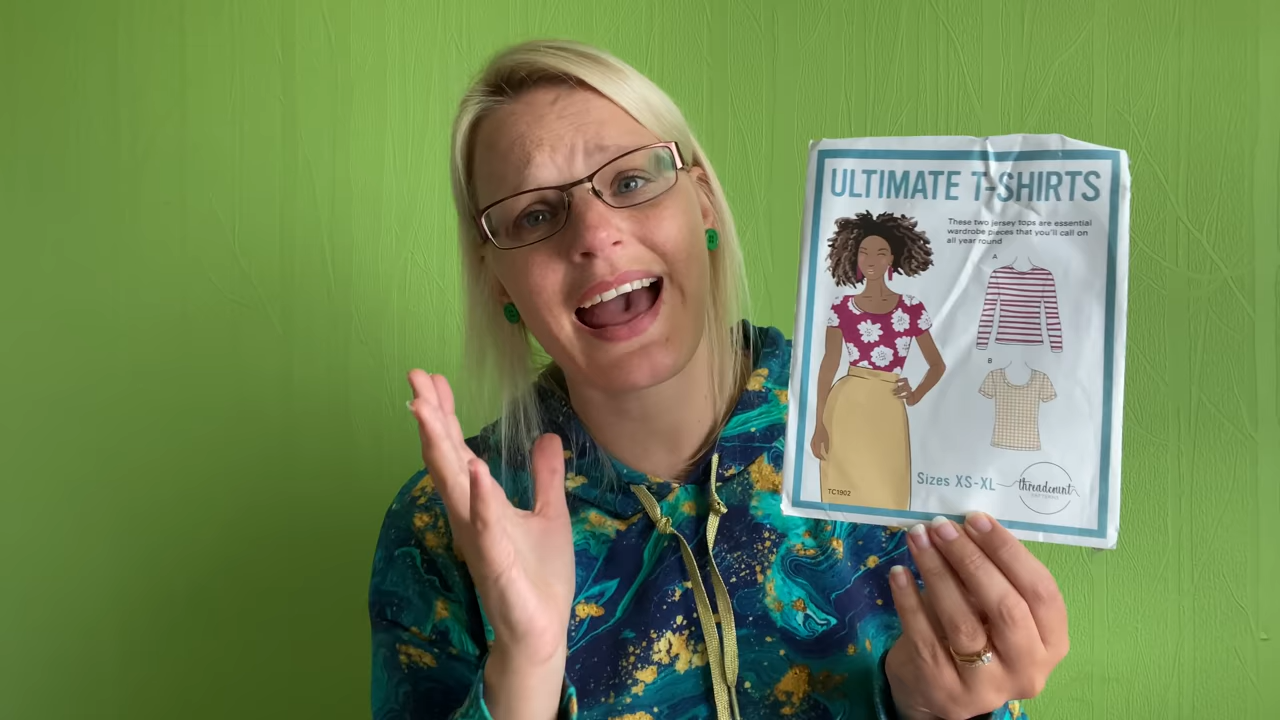 ULTIMATE T-SHIRTS
These two jersey tops are essential
wardrobe pieces that you'll call on
all year round
A
B
Sizes XS-XL
threadcount
PATTERNS
TC1902